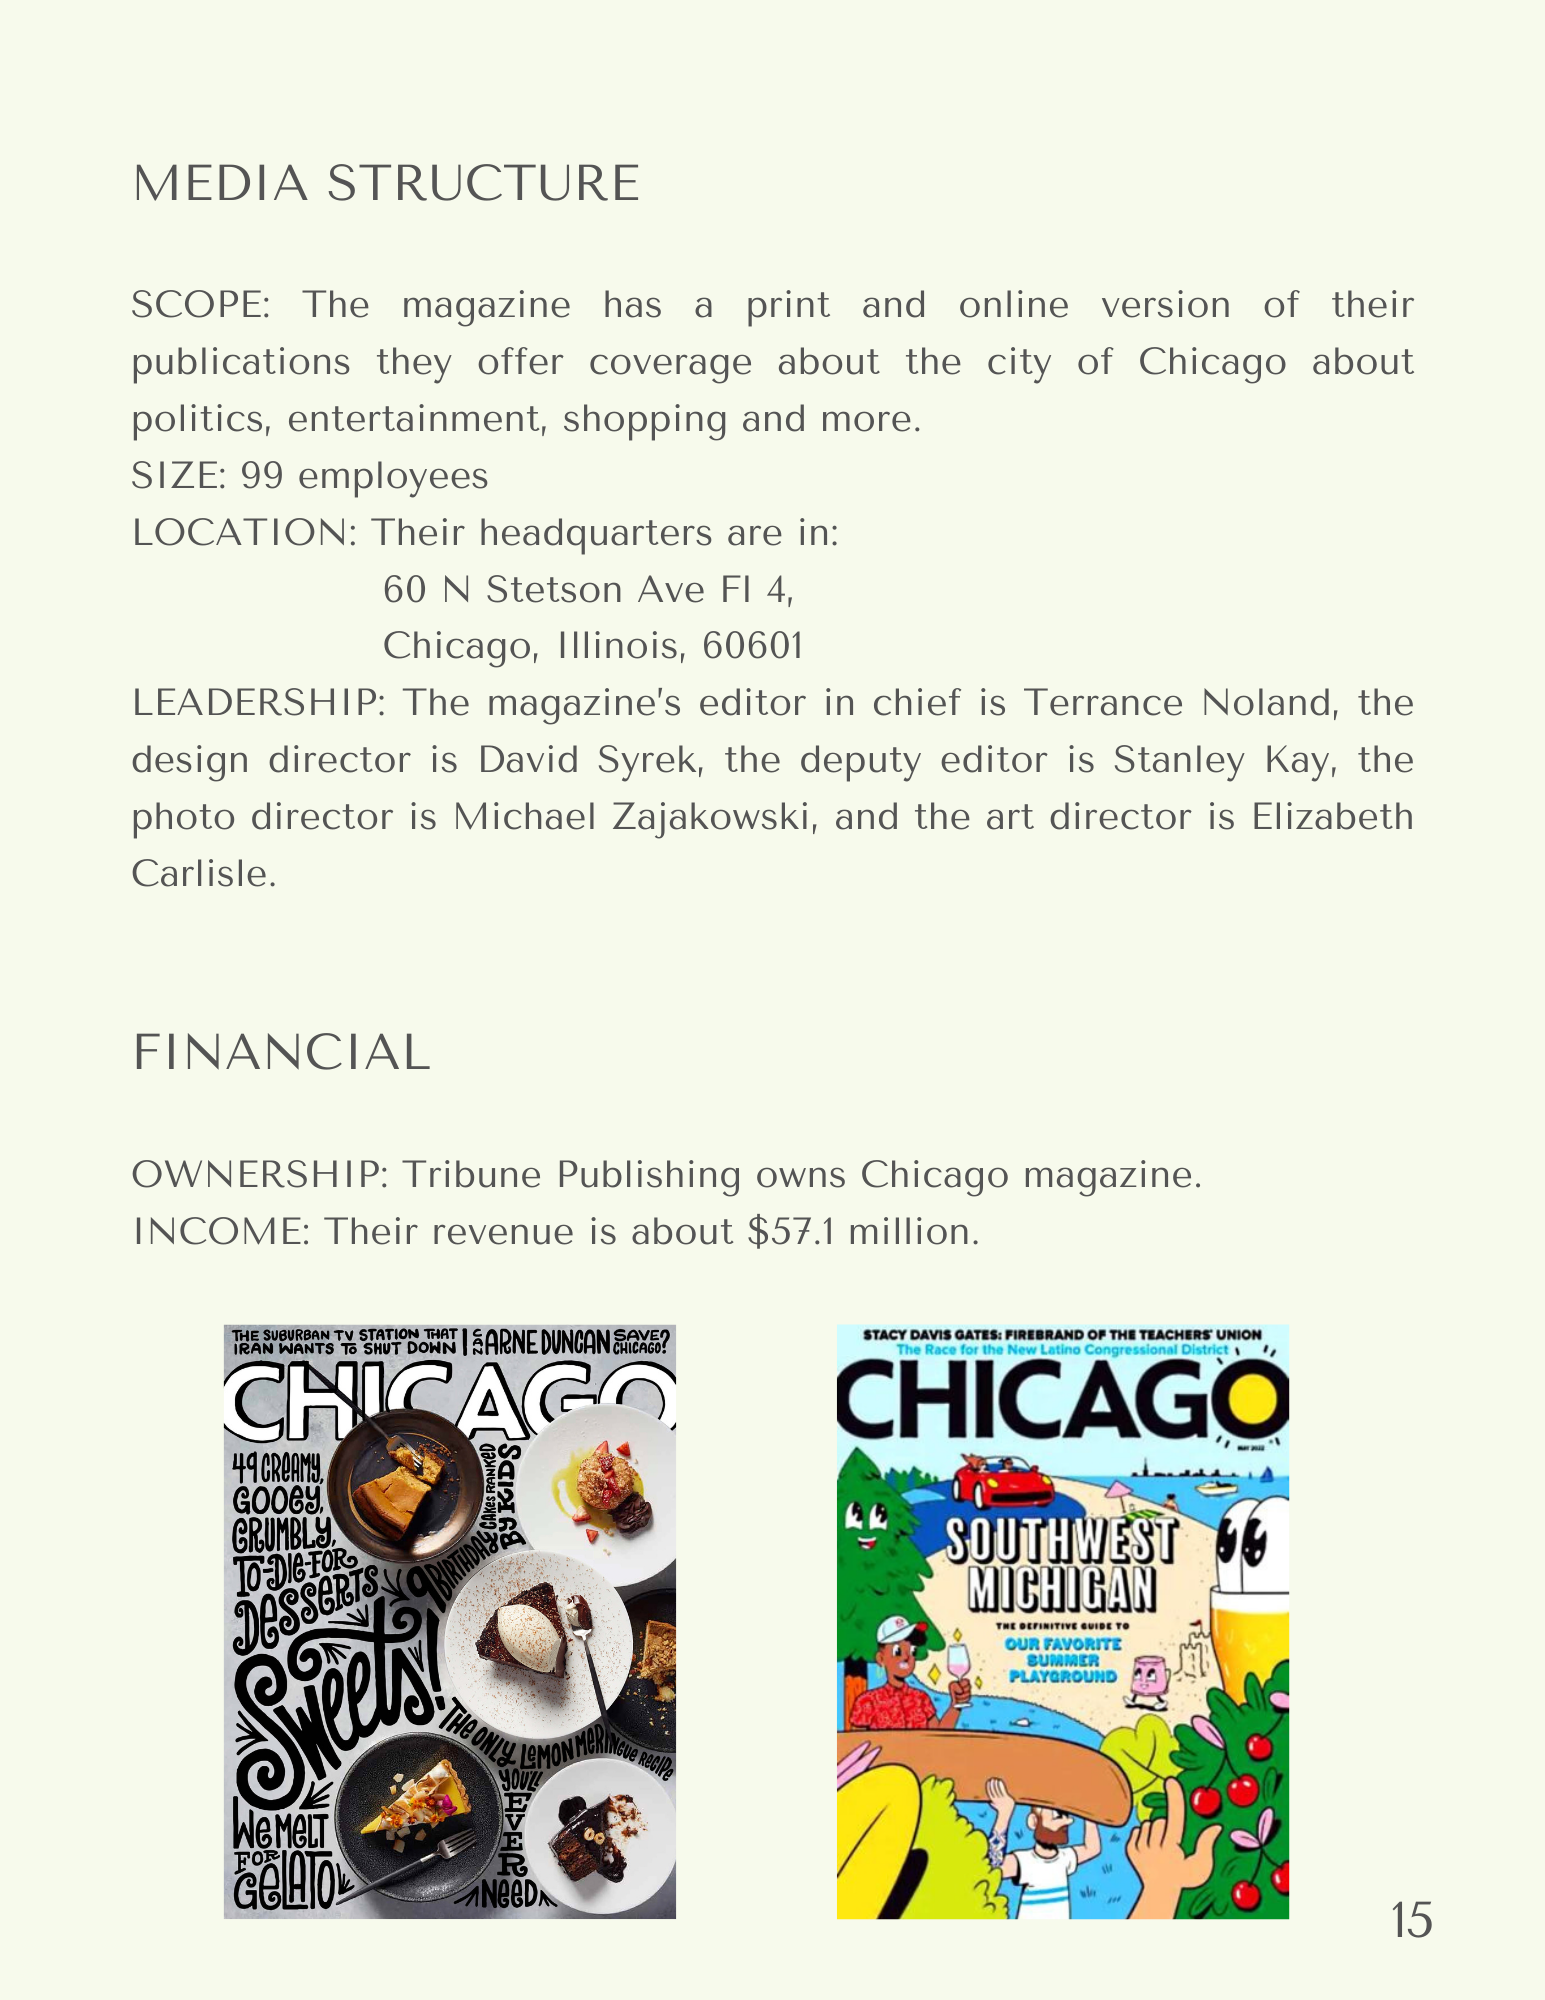 MEDIA STRUCTURE
SCOPE: The magazine has a print and online version of their
publications they offer coverage about the city of Chicago about
politics, entertainment, shopping and more.
SIZE: 99 employees
LOCATION: Their headquarters are in:
60 N Stetson Ave Fl 4,
Chicago, Illinois, 60601
LEADERSHIP: The magazine's editor in chief is Terrance Noland, the
design director is David Syrek, the deputy editor is Stanley Kay, the
photo director is Michael Zajakowski, and the art director is Elizabeth
Carlisle.
FINANCIAL
OWNERSHIP: Tribune Publishing owns Chicago magazine.
INCOME: Their revenue is about $57.1 million.
THE SUBURBAN TV STATION THAT
IRAN WANTS TO SHUT DOWN
CAN ARNE DUNCAN SAVE CHICAGO?
CHICAGO
49 CREAMY,
GOOEY,
CRUMBLY,
TO-DIE-FOR
DESSERTS
9 BIRTHDAY CAKES RANKED
BY KIDS
Sweets!
THE ONLY LEMON MERINGUE RECIPE
YOU'LL
EVER
NEED
WE MELT
FOR
GELATO
STACY DAVIS GATES: FIREBRAND OF THE TEACHERS' UNION
The Race for the New Latino Congressional District
CHICAGO
MAY 2022
SOUTHWEST
MICHIGAN
THE DEFINITIVE GUIDE TO
OUR FAVORITE
SUMMER
PLAYGROUND
15